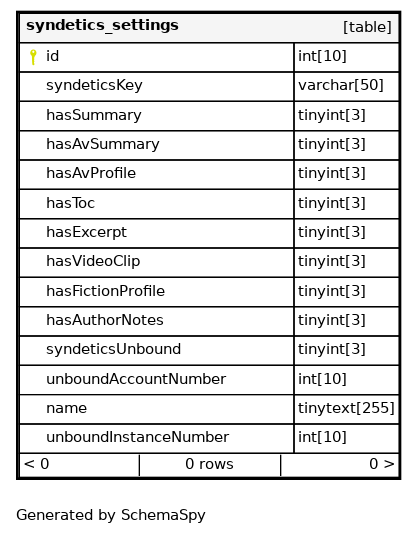 syndetics_settings [table]
id int[10]
syndeticsKey varchar[50]
hasSummary tinyint[3]
hasAvSummary tinyint[3]
hasAvProfile tinyint[3]
hasToc tinyint[3]
hasExcerpt tinyint[3]
hasVideoClip tinyint[3]
hasFictionProfile tinyint[3]
hasAuthorNotes tinyint[3]
syndeticsUnbound tinyint[3]
unboundAccountNumber int[10]
name tinytext[255]
unboundInstanceNumber int[10]
< 0 0 rows 0 >
Generated by SchemaSpy